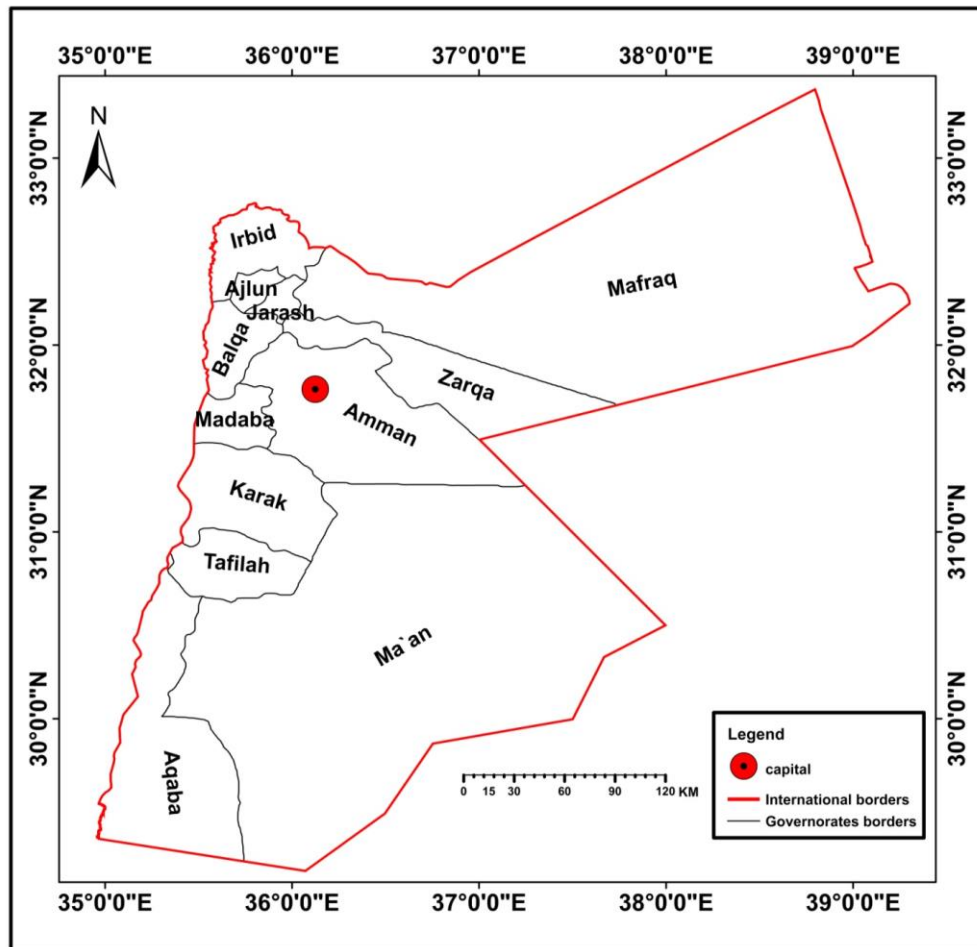 35°0'0"E 36°0'0"E 37°0'0"E 38°0'0"E 39°0'0"E
N
33°0'0"N
33°0'0"N
Irbid
Mafraq
Ajlun
Jarash
32°0'0"N
32°0'0"N
Balqa
Zarqa
Madaba
Amman
Karak
31°0'0"N
31°0'0"N
Tafilah
Ma`an
30°0'0"N
30°0'0"N
Aqaba
Legend
capital
International borders
Governorates borders
0 15 30 60 90 120 KM
35°0'0"E 36°0'0"E 37°0'0"E 38°0'0"E 39°0'0"E